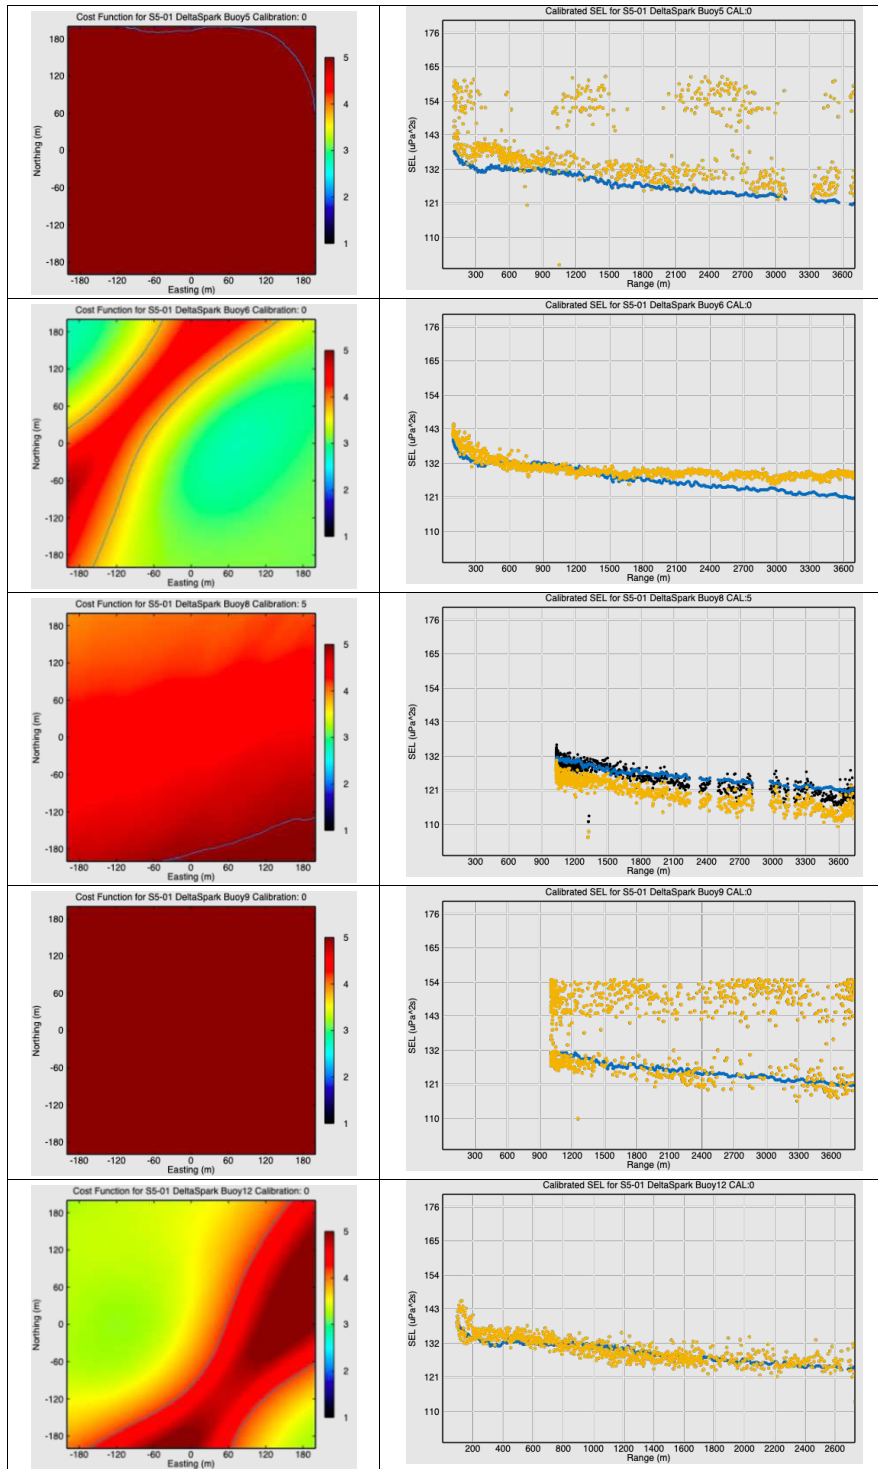 Cost Function for S5-01 DeltaSpark Buoy5 Calibration: 0
180
120
60
0
-60
-120
-180
Northing (m)
-180 -120 -60 0 60 120 180
Easting (m)
5
4
3
2
1
Calibrated SEL for S5-01 DeltaSpark Buoy5 CAL:0
176
165
154
143
132
121
110
SEL (uPa^2s)
300 600 900 1200 1500 1800 2100 2400 2700 3000 3300 3600
Range (m)
Cost Function for S5-01 DeltaSpark Buoy6 Calibration: 0
180
120
60
0
-60
-120
-180
Northing (m)
-180 -120 -60 0 60 120 180
Easting (m)
5
4
3
2
1
Calibrated SEL for S5-01 DeltaSpark Buoy6 CAL:0
176
165
154
143
132
121
110
SEL (uPa^2s)
300 600 900 1200 1500 1800 2100 2400 2700 3000 3300 3600
Range (m)
Cost Function for S5-01 DeltaSpark Buoy8 Calibration: 5
180
120
60
0
-60
-120
-180
Northing (m)
-180 -120 -60 0 60 120 180
Easting (m)
5
4
3
2
1
Calibrated SEL for S5-01 DeltaSpark Buoy8 CAL:5
176
165
154
143
132
121
110
SEL (uPa^2s)
300 600 900 1200 1500 1800 2100 2400 2700 3000 3300 3600
Range (m)
Cost Function for S5-01 DeltaSpark Buoy9 Calibration: 0
180
120
60
0
-60
-120
-180
Northing (m)
-180 -120 -60 0 60 120 180
Easting (m)
5
4
3
2
1
Calibrated SEL for S5-01 DeltaSpark Buoy9 CAL:0
176
165
154
143
132
121
110
SEL (uPa^2s)
300 600 900 1200 1500 1800 2100 2400 2700 3000 3300 3600
Range (m)
Cost Function for S5-01 DeltaSpark Buoy12 Calibration: 0
180
120
60
0
-60
-120
-180
Northing (m)
-180 -120 -60 0 60 120 180
Easting (m)
5
4
3
2
1
Calibrated SEL for S5-01 DeltaSpark Buoy12 CAL:0
176
165
154
143
132
121
110
SEL (uPa^2s)
200 400 600 800 1000 1200 1400 1600 1800 2000 2200 2400 2600
Range (m)